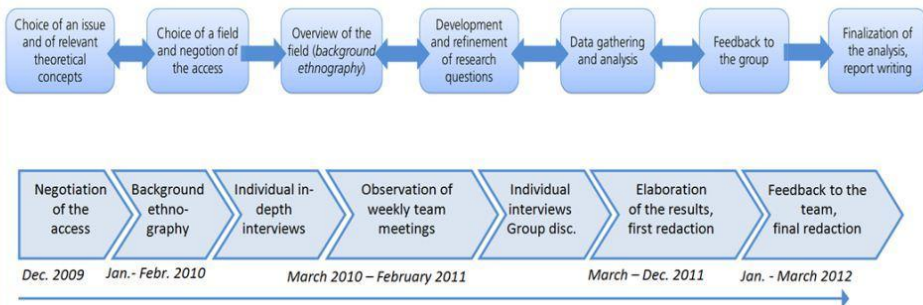 Choice of an issue
and of relevant
theoretical
concepts
Choice of a field
and negotion of
the access
Overview of the
field (background
ethnography)
Development
and refinement
of research
questions
Data gathering
and analysis
Feedback to
the group
Finalization of
the analysis,
report writing
Negotiation
of the
access
Background
ethno-
graphy
Individual in-
depth
interviews
Observation of
weekly team
meetings
Individual
interviews
Group disc.
Elaboration
of the results,
first redaction
Feedback to the
team,
final redaction
Dec. 2009
Jan.- Febr. 2010
March 2010 – February 2011
March – Dec. 2011
Jan. - March 2012